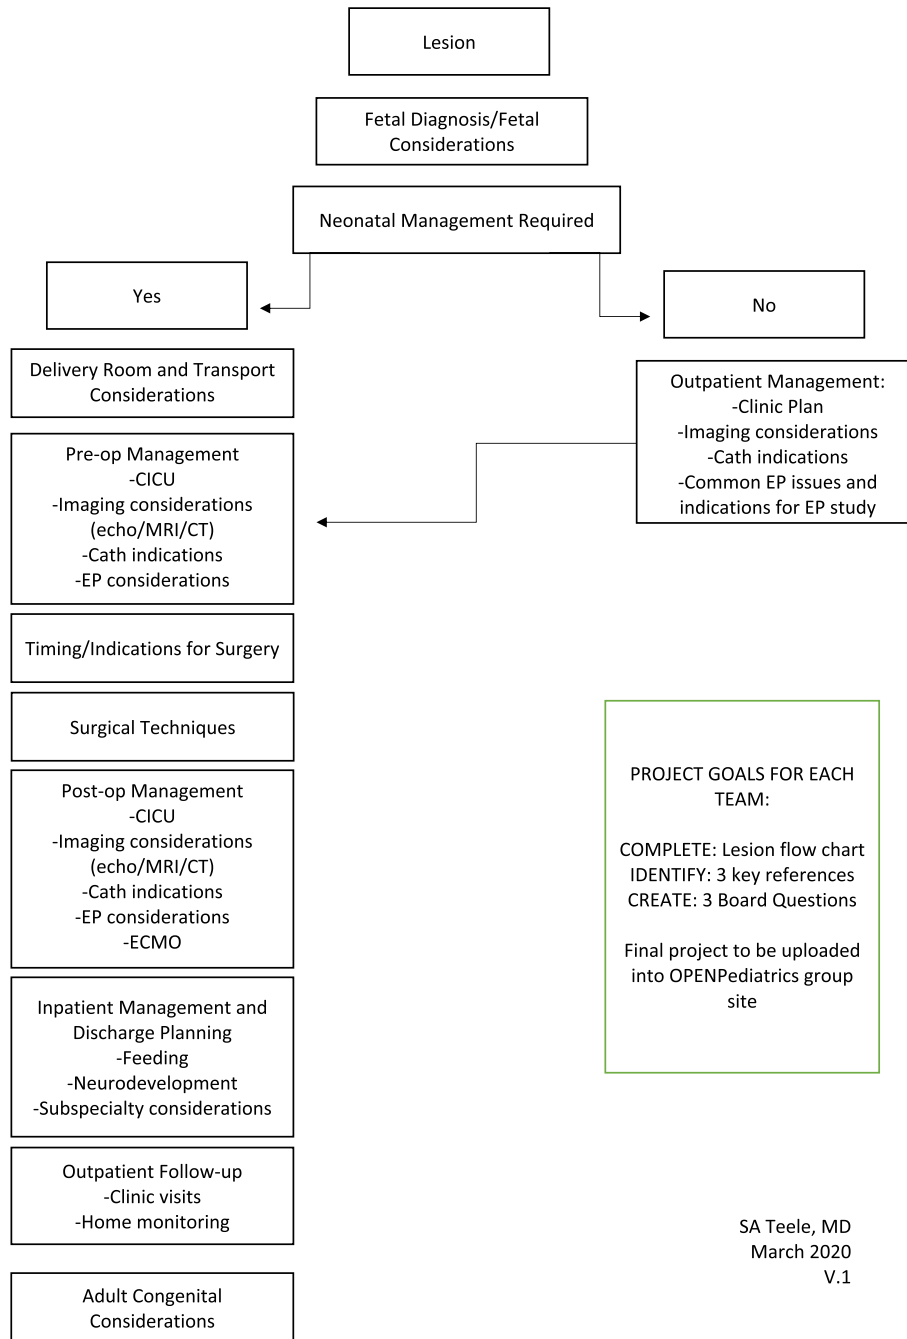 Lesion
Fetal Diagnosis/Fetal
Considerations
Neonatal Management Required
Yes
No
Delivery Room and Transport
Considerations
Outpatient Management:
-Clinic Plan
-Imaging considerations
-Cath indications
-Common EP issues and
indications for EP study
Pre-op Management
-CICU
-Imaging considerations
(echo/MRI/CT)
-Cath indications
-EP considerations
Timing/Indications for Surgery
Surgical Techniques
Post-op Management
-CICU
-Imaging considerations
(echo/MRI/CT)
-Cath indications
-EP considerations
-ECMO
Inpatient Management and
Discharge Planning
-Feeding
-Neurodevelopment
-Subspecialty considerations
Outpatient Follow-up
-Clinic visits
-Home monitoring
Adult Congenital
Considerations
PROJECT GOALS FOR EACH
TEAM:
COMPLETE: Lesion flow chart
IDENTIFY: 3 key references
CREATE: 3 Board Questions
Final project to be uploaded
into OPENPediatrics group
site
SA Teele, MD
March 2020
V.1